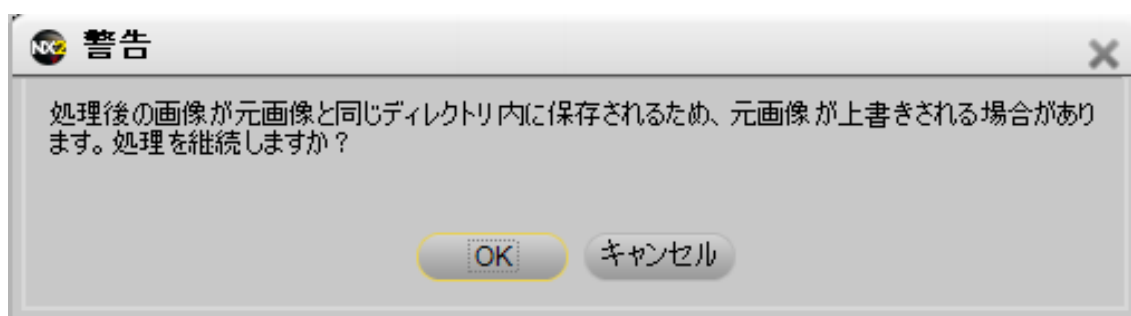 NX2 警告
処理後の画像が元画像と同じディレクトリ内に保存されるため、元画像が上書きされる場合があり
ます。処理を継続しますか？
OK キャンセル